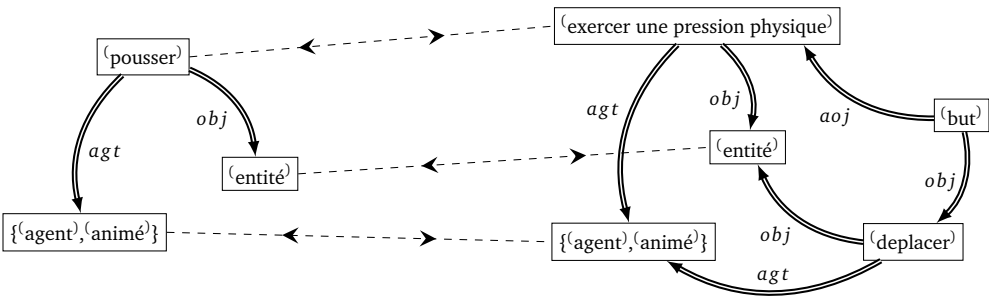 (exercer une pression physique)
(pousser)
agt
obj
agt
obj
aoj
(but)
(entité)
(entité)
obj
{(agent),(animé)}
{(agent),(animé)}
obj
(deplacer)
agt